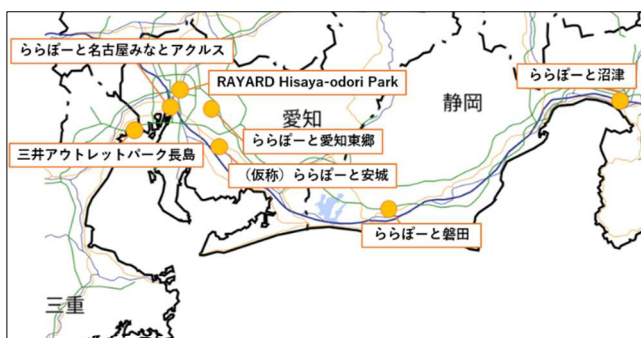 ららぽーと名古屋みなとアクルス
ららぽーと沼津
RAYARD Hisaya-odori Park
静岡
愛知
ららぽーと愛知東郷
三井アウトレットパーク長島
（仮称）ららぽーと安城
ららぽーと磐田
三重